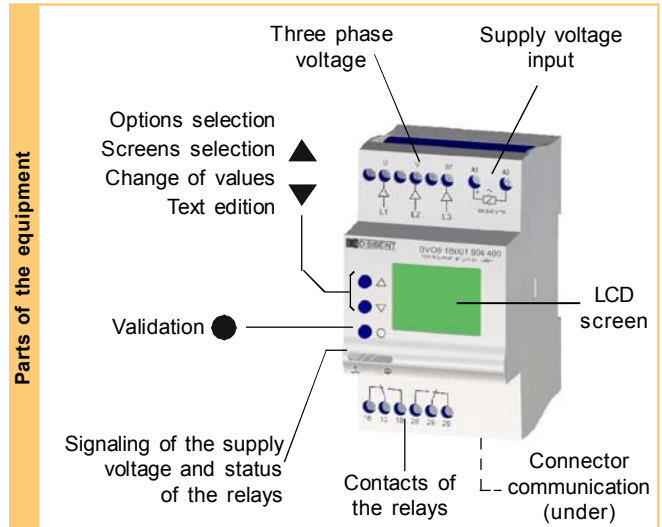 Parts of the equipment
Three phase
voltage
Supply voltage
input
Options selection
Screens selection
Change of values
Text edition
L1
L2
L3
A1
A2
DISIBENT
LCD
screen
Validation
Signaling of the supply
voltage and status
of the relays
Contacts of
the relays
Connector
communication
(under)